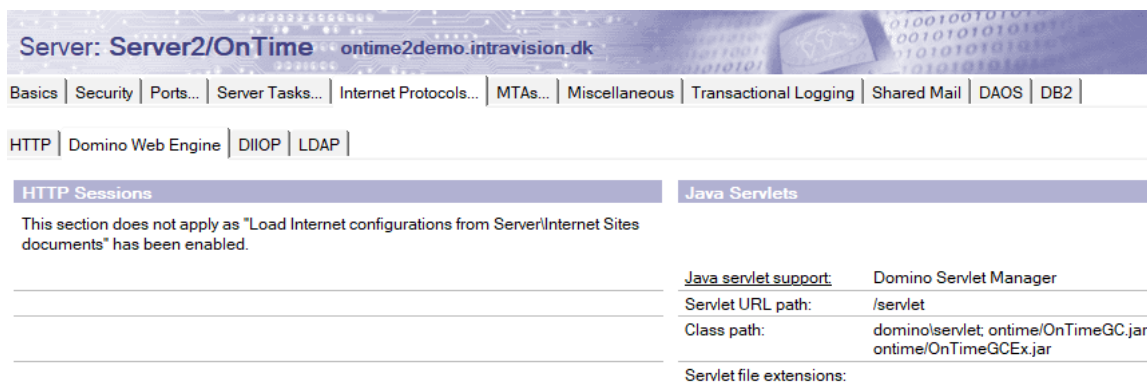 Server: Server2/OnTime ontime2demo.intravision.dk
Basics Security Ports... Server Tasks... Internet Protocols... MTAs... Miscellaneous Transactional Logging Shared Mail DAOS DB2
HTTP Domino Web Engine DIIOP LDAP
HTTP Sessions
This section does not apply as "Load Internet configurations from Server\Internet Sites
documents" has been enabled.
Java Servlets
Java servlet support: Domino Servlet Manager
Servlet URL path: /servlet
Class path: domino\servlet; ontime/OnTimeGC.jar
ontime/OnTimeGCEx.jar
Servlet file extensions: